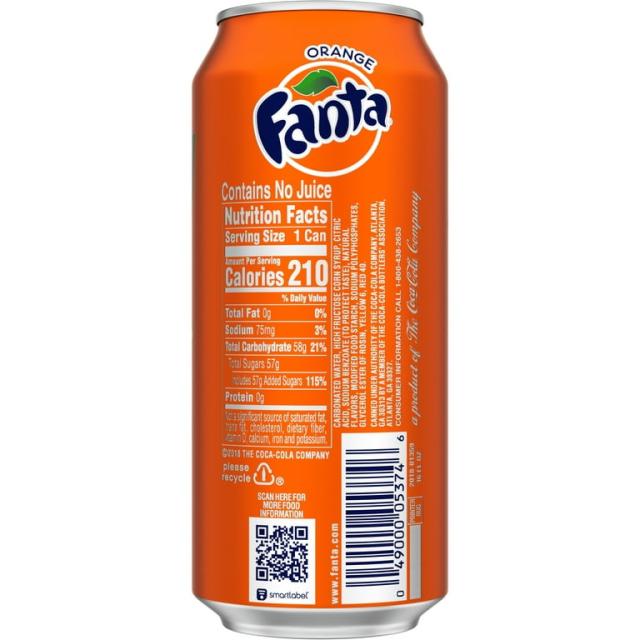 ORANGE
Fanta
Contains No Juice
Nutrition Facts
Serving Size 1 Can
Amount Per Serving
Calories 210
% Daily Value
Total Fat 0g 0%
Sodium 75mg 3%
Total Carbohydrate 58g 21%
Total Sugars 57g
Includes 57g Added Sugars 115%
Protein 0g
Not a significant source of saturated fat,
trans fat, cholesterol, dietary fiber,
vitamin D, calcium, iron and potassium.
©2018 THE COCA-COLA COMPANY
please
recycle ®
SCAN HERE FOR
MORE FOOD
INFORMATION
smartlabel
CARBONATED WATER, HIGH FRUCTOSE CORN SYRUP, CITRIC
ACID, SODIUM BENZOATE (TO PROTECT TASTE), NATURAL
FLAVORS, MODIFIED FOOD STARCH, SODIUM POLYPHOSPHATES,
GLYCEROL ESTER OF ROSIN, YELLOW 6, RED 40.
CANNED UNDER AUTHORITY OF THE COCA-COLA COMPANY, ATLANTA,
GA 30313 BY A MEMBER OF THE COCA-COLA BOTTLERS' ASSOCIATION,
ATLANTA, GA 30327.
CONSUMER INFORMATION CALL 1-800-438-2653
a product of The Coca-Cola Company
www.fanta.com
0 49000 05374 6
16 FL OZ